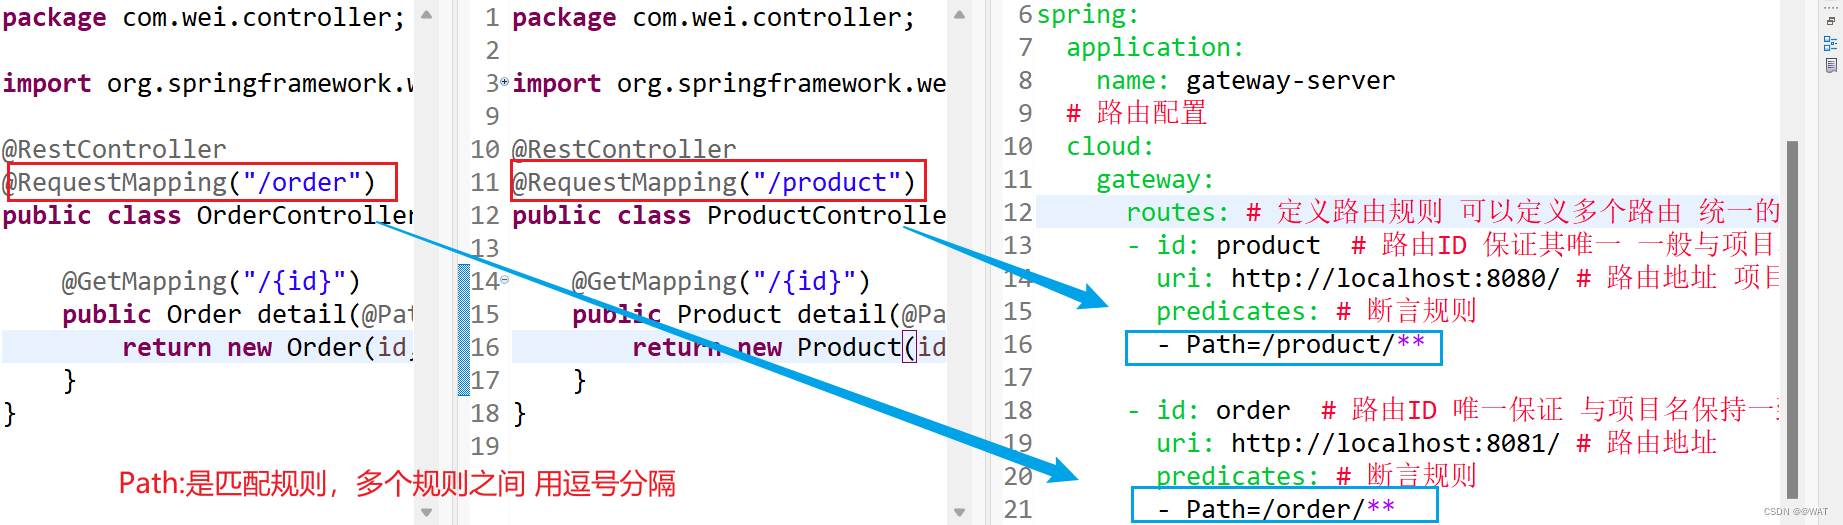 package com.wei.controller;
import org.springframework.w
@RestController
@RequestMapping("/order")
public class OrderController
@GetMapping("/{id}")
public Order detail(@Pat
return new Order(id,
}
}
1 package com.wei.controller;
2
3 import org.springframework.we
9
10 @RestController
11 @RequestMapping("/product")
12 public class ProductControlle
13
14 @GetMapping("/{id}")
15 public Product detail(@Pa
16 return new Product(id
17 }
18 }
19
6 spring:
7 application:
8 name: gateway-server
9 # 路由配置
10 cloud:
11 gateway:
12 routes: # 定义路由规则 可以定义多个路由 统一的
13 - id: product # 路由ID 保证其唯一 一般与项目
14 uri: http://localhost:8080/ # 路由地址 项目
15 predicates: # 断言规则
16 - Path=/product/**
17
18 - id: order # 路由ID 唯一保证 与项目名保持一致
19 uri: http://localhost:8081/ # 路由地址
20 predicates: # 断言规则
21 - Path=/order/**
Path:是匹配规则，多个规则之间 用逗号分隔
CSDN @@WAT